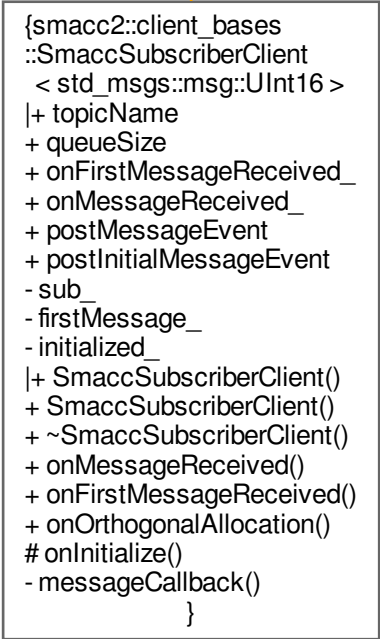 {smacc2::client_bases
::SmaccSubscriberClient
< std_msgs::msg::UInt16 >
|+ topicName
+ queueSize
+ onFirstMessageReceived_
+ onMessageReceived_
+ postMessageEvent
+ postInitialMessageEvent
- sub_
- firstMessage_
- initialized_
|+ SmaccSubscriberClient()
+ SmaccSubscriberClient()
+ ~SmaccSubscriberClient()
+ onMessageReceived()
+ onFirstMessageReceived()
+ onOrthogonalAllocation()
# onInitialize()
- messageCallback()
}